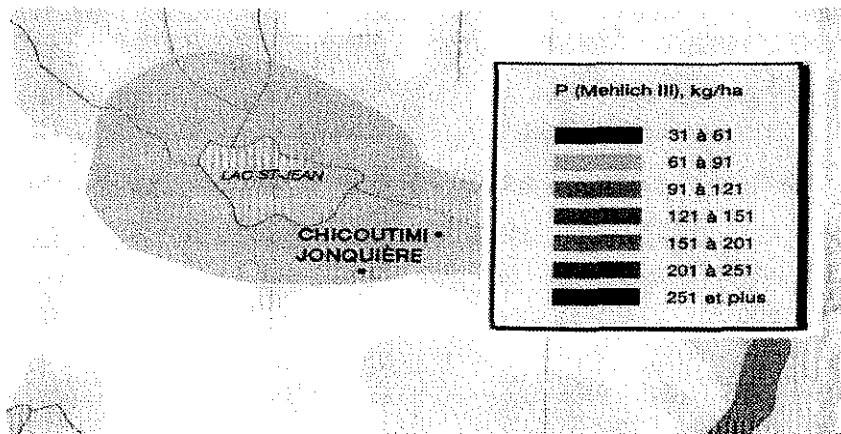 P (Mehlich III), kg/ha
31 à 61
61 à 91
91 à 121
121 à 151
151 à 201
201 à 251
251 et plus
LAC ST-JEAN
CHICOUTIMI
JONQUIÈRE